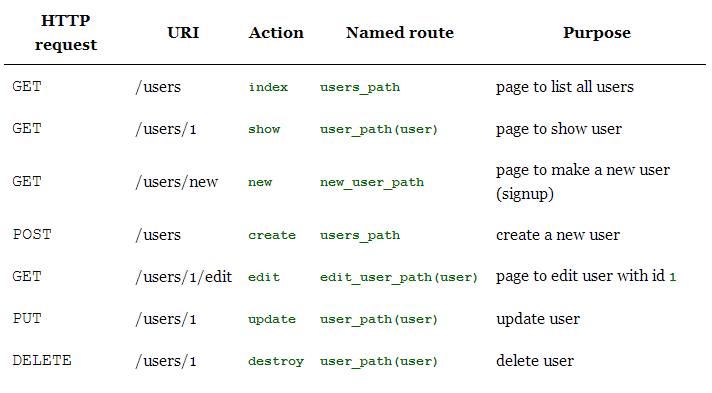 HTTP request URI Action Named route Purpose
GET /users index users_path page to list all users
GET /users/1 show user_path(user) page to show user
GET /users/new new new_user_path page to make a new user (signup)
POST /users create users_path create a new user
GET /users/1/edit edit edit_user_path(user) page to edit user with id 1
PUT /users/1 update user_path(user) update user
DELETE /users/1 destroy user_path(user) delete user